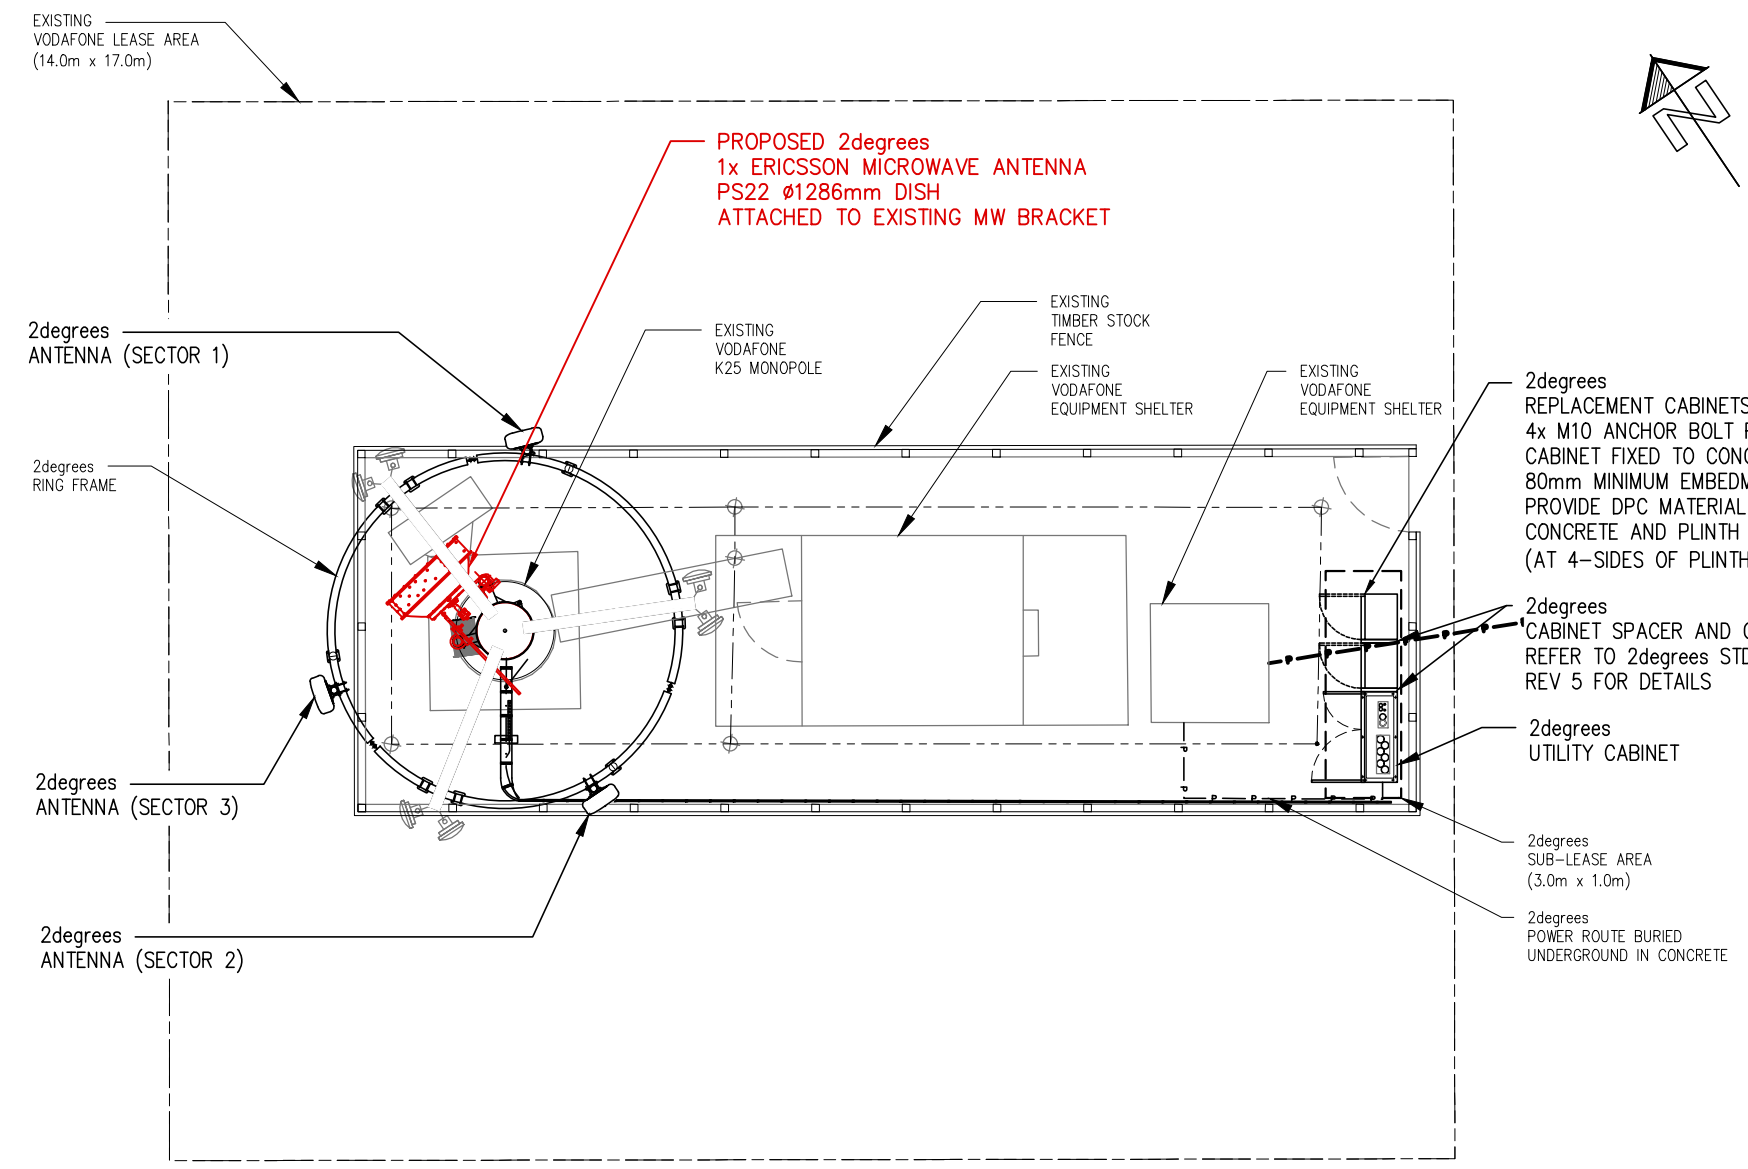 EXISTING
VODAFONE LEASE AREA
(14.0m x 17.0m)
PROPOSED 2degrees
1x ERICSSON MICROWAVE ANTENNA
PS22 ø1286mm DISH
ATTACHED TO EXISTING MW BRACKET
2degrees
ANTENNA (SECTOR 1)
EXISTING
VODAFONE
K25 MONOPOLE
EXISTING
TIMBER STOCK
FENCE
EXISTING
VODAFONE
EQUIPMENT SHELTER
EXISTING
VODAFONE
EQUIPMENT SHELTER
2degrees
REPLACEMENT CABINETS
4x M10 ANCHOR BOLT
CABINET FIXED TO
80mm MINIMUM
PROVIDE DPC MATERIAL
CONCRETE AND PLINTH
(AT 4-SIDES OF PLINTH
2degrees
RING FRAME
2degrees
CABINET SPACER AND
REFER TO 2degrees STD
REV 5 FOR DETAILS
2degrees
UTILITY CABINET
2degrees
ANTENNA (SECTOR 3)
2degrees
SUB-LEASE AREA
(3.0m x 1.0m)
2degrees
POWER ROUTE BURIED
UNDERGROUND IN CONCRETE
2degrees
ANTENNA (SECTOR 2)
N